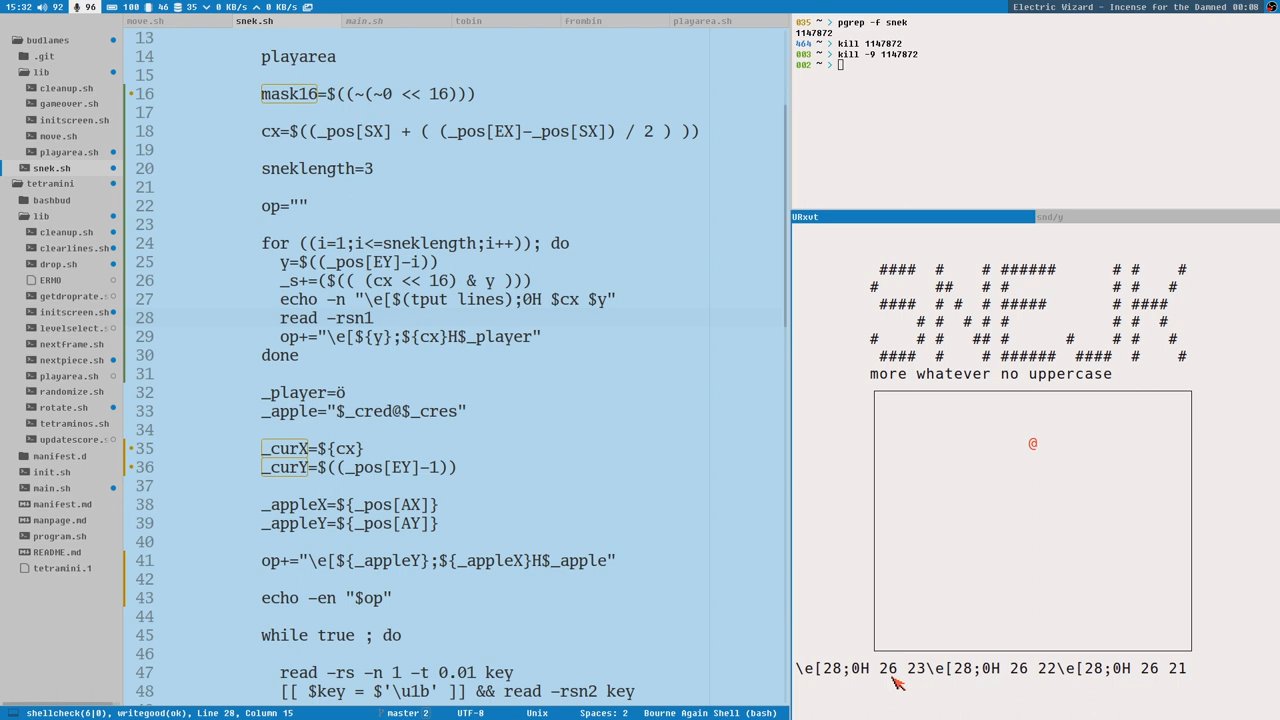 15:32 92 96 100 46 35 0 KB/s 0 KB/s
Electric Wizard - Incense for the Damned 00:08
move.sh snek.sh main.sh tobin frombin playarea.sh
budlames
.git
lib
cleanup.sh
gameover.sh
initscreen.sh
move.sh
playarea.sh
snek.sh
tetramini
bashbud
lib
cleanup.sh
clearlines.sh
drop.sh
ERMO
getdroprate.s
initscreen.sh
levelselect.s
nextframe.sh
nextpiece.sh
playarea.sh
randomize.sh
rotate.sh
tetraminos.sh
updatescore.s
manifest.d
init.sh
main.sh
manifest.md
manpage.md
program.sh
README.md
tetramini.1
13
14 playarea
15
16 mask16=$((~(~0 << 16)))
17
18 cx=$((_pos[SX] + ( (_pos[EX]-_pos[SX]) / 2 ) ))
19
20 sneklength=3
21
22 op=""
23
24 for ((i=1;i<=sneklength;i++)); do
25 y=$((_pos[EY]-i))
26 _s+=($(( (cx << 16) & y )))
27 echo -n "\e[$(tput lines);0H $cx $y"
28 read -rsn1
29 op+="\e[${y};${cx}H$_player"
30 done
31
32 _player=ö
33 _apple="$_cred@$_cres"
34
35 _curX=${cx}
36 _curY=$((_pos[EY]-1))
37
38 _appleX=${_pos[AX]}
39 _appleY=${_pos[AY]}
40
41 op+="\e[${_appleY};${_appleX}H$_apple"
42
43 echo -en "$op"
44
45 while true ; do
46
47 read -rs -n 1 -t 0.01 key
48 [[ $key = $'\u1b' ]] && read -rsn2 key
shellcheck(6|0), writegood(ok), Line 28, Column 15 master 2 UTF-8 Unix Spaces: 2 Bourne Again Shell (bash)
035 ~ > pgrep -f snek
1147872
464 ~ > kill 1147872
003 ~ > kill -9 1147872
002 ~ >
URxvt snd/y
#### # # ###### # # #
# ## # # # # #
#### # # # ##### # ####
# # # # # # # #
# # # ## # # # # #
#### # # ###### #### # #
more whatever no uppercase
@
\e[28;0H 26 23\e[28;0H 26 22\e[28;0H 26 21